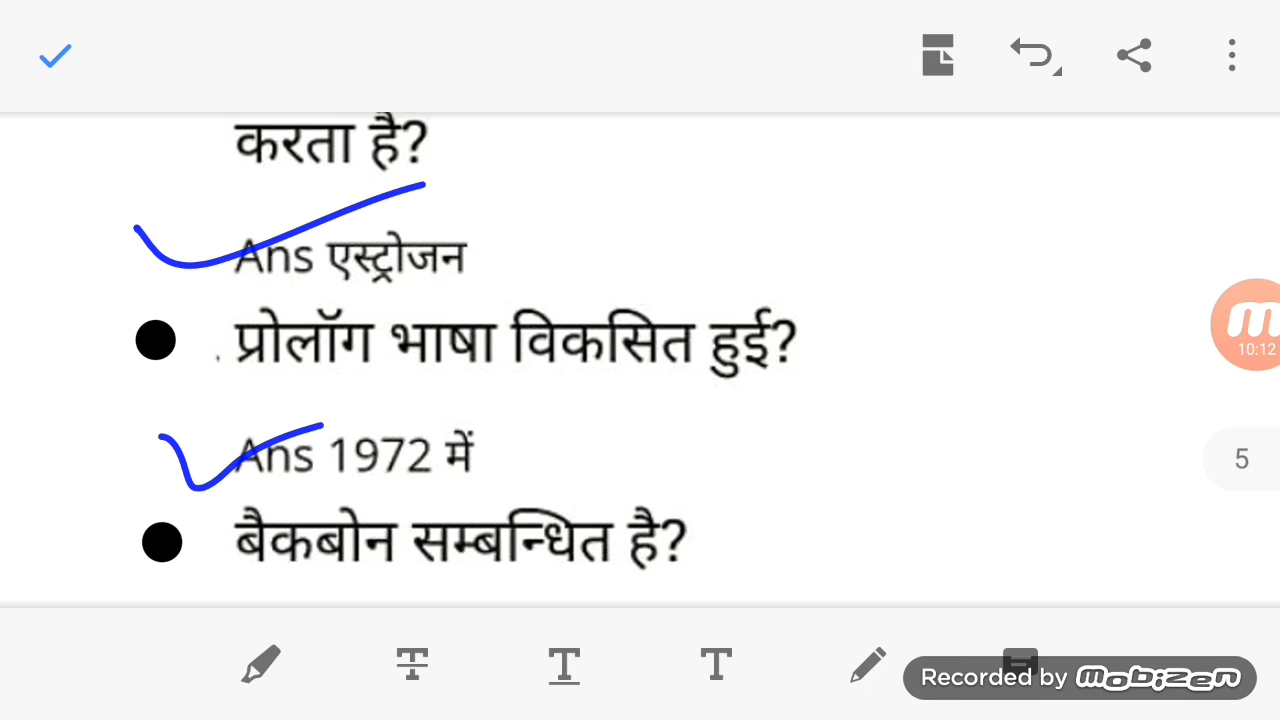 करता है?
Ans एस्ट्रोजन
प्रोलॉग भाषा विकसित हुई?
10:12
Ans 1972 में
5
बैकबोन सम्बन्धित है?
T T T
Recorded by mobizen